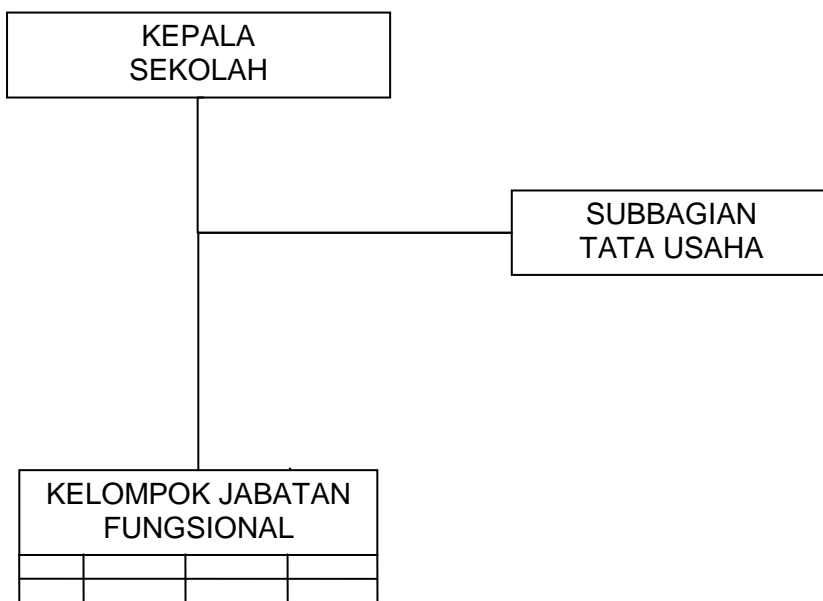 KEPALA
SEKOLAH
SUBBAGIAN
TATA USAHA
KELOMPOK JABATAN
FUNGSIONAL